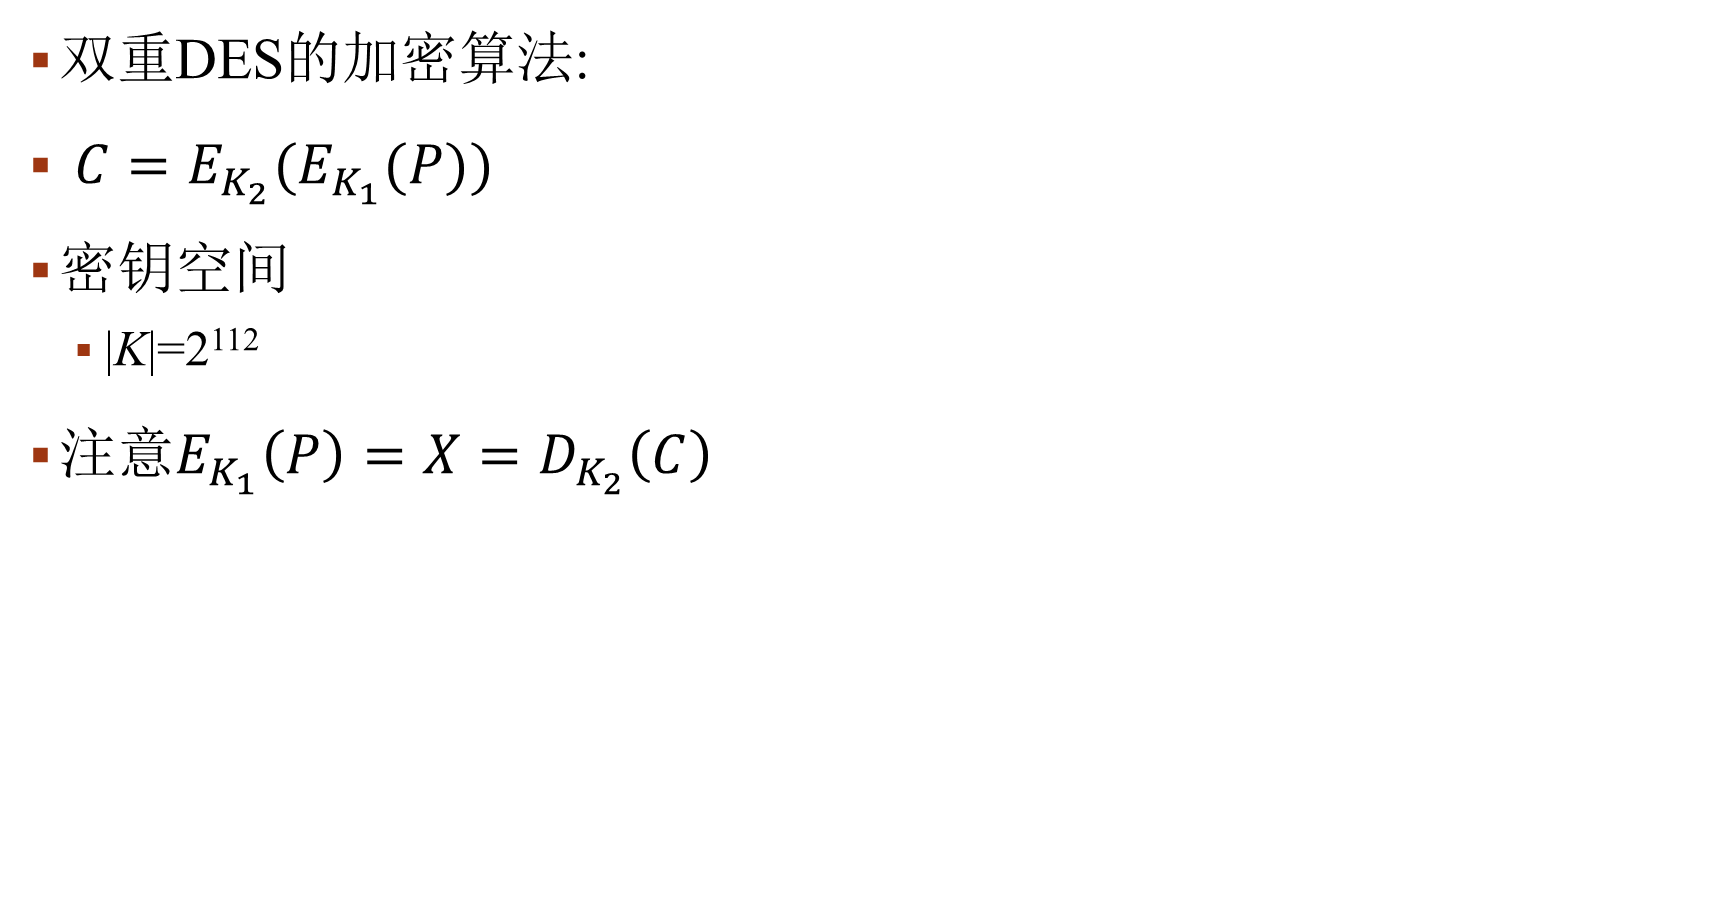 ▪双重DES的加密算法:
▪ 𝐶 = 𝐸_{𝐾_2}(𝐸_{𝐾_1}(𝑃))
▪密钥空间
▪|K|=2^{112}
▪注意𝐸_{𝐾_1}(𝑃) = 𝑋 = 𝐷_{𝐾_2}(𝐶)